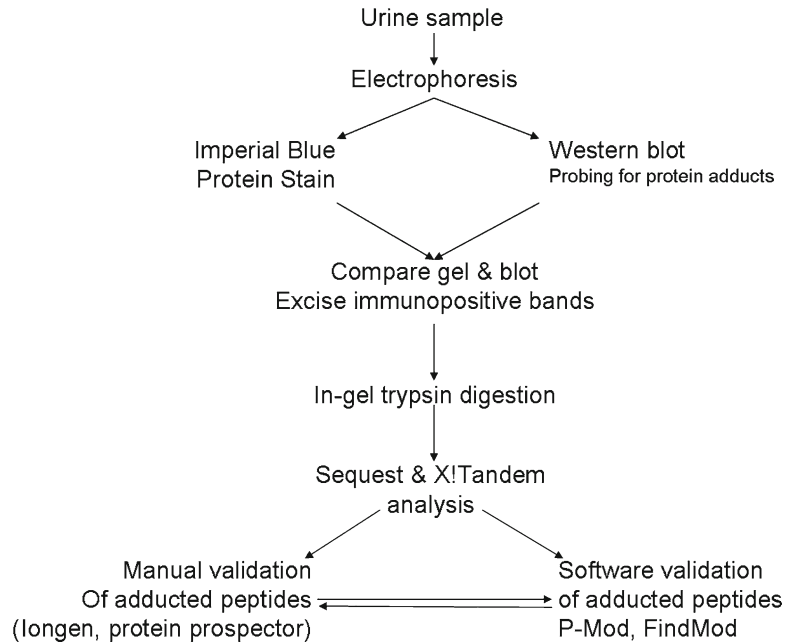 Urine sample
Electrophoresis
Imperial Blue
Protein Stain
Western blot
Probing for protein adducts
Compare gel & blot
Excise immunopositive bands
In-gel trypsin digestion
Sequest & X!Tandem
analysis
Manual validation
Of adducted peptides
(Iongen, protein prospector)
Software validation
of adducted peptides
P-Mod, FindMod